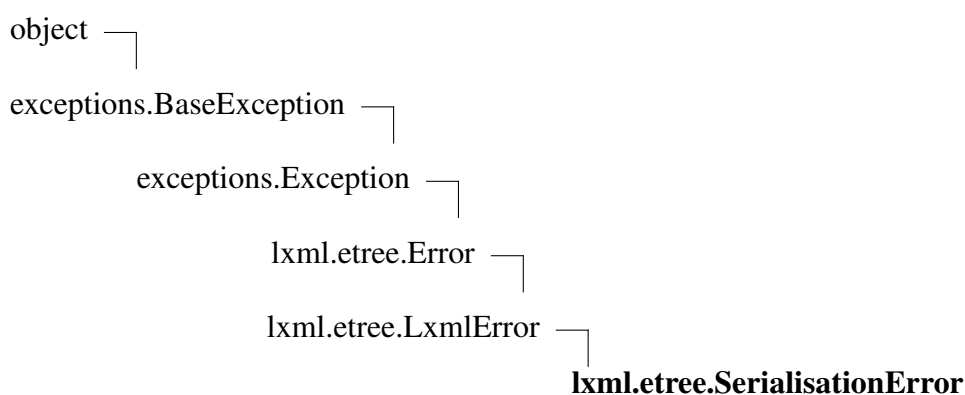 object
exceptions.BaseException
exceptions.Exception
lxml.etree.Error
lxml.etree.LxmlError
lxml.etree.SerialisationError